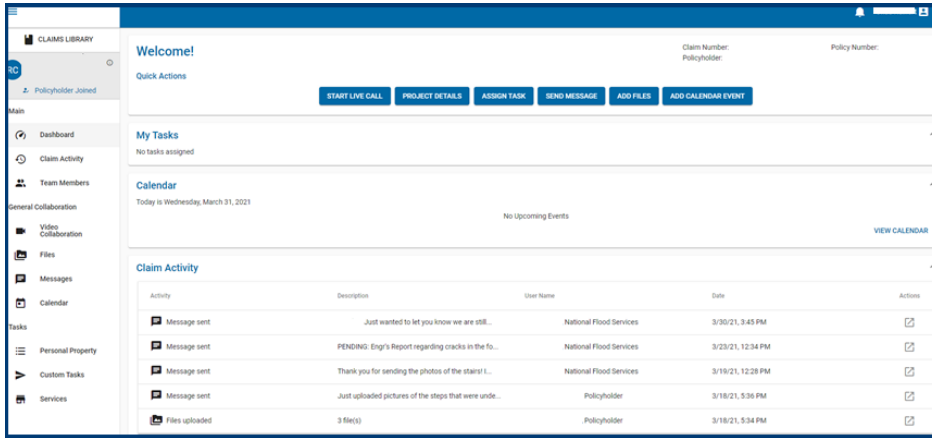 CLAIMS LIBRARY
RC
Policyholder Joined
Main
Dashboard
Claim Activity
Team Members
General Collaboration
Video
Collaboration
Files
Messages
Calendar
Tasks
Personal Property
Custom Tasks
Services
Welcome!
Claim Number:
Policyholder:
Policy Number:
Quick Actions
START LIVE CALL PROJECT DETAILS ASSIGN TASK SEND MESSAGE ADD FILES ADD CALENDAR EVENT
My Tasks
No tasks assigned
Calendar
Today is Wednesday, March 31, 2021
No Upcoming Events
VIEW CALENDAR
Claim Activity
Activity Description User Name Date Actions
Message sent Just wanted to let you know we are still... National Flood Services 3/30/21, 3:45 PM
Message sent PENDING: Engr's Report regarding cracks in the fo... National Flood Services 3/23/21, 12:34 PM
Message sent Thank you for sending the photos of the stairs! I... National Flood Services 3/19/21, 12:28 PM
Message sent Just uploaded pictures of the steps that were unde... Policyholder 3/18/21, 5:36 PM
Files uploaded 3 file(s) . Policyholder 3/18/21, 5:34 PM